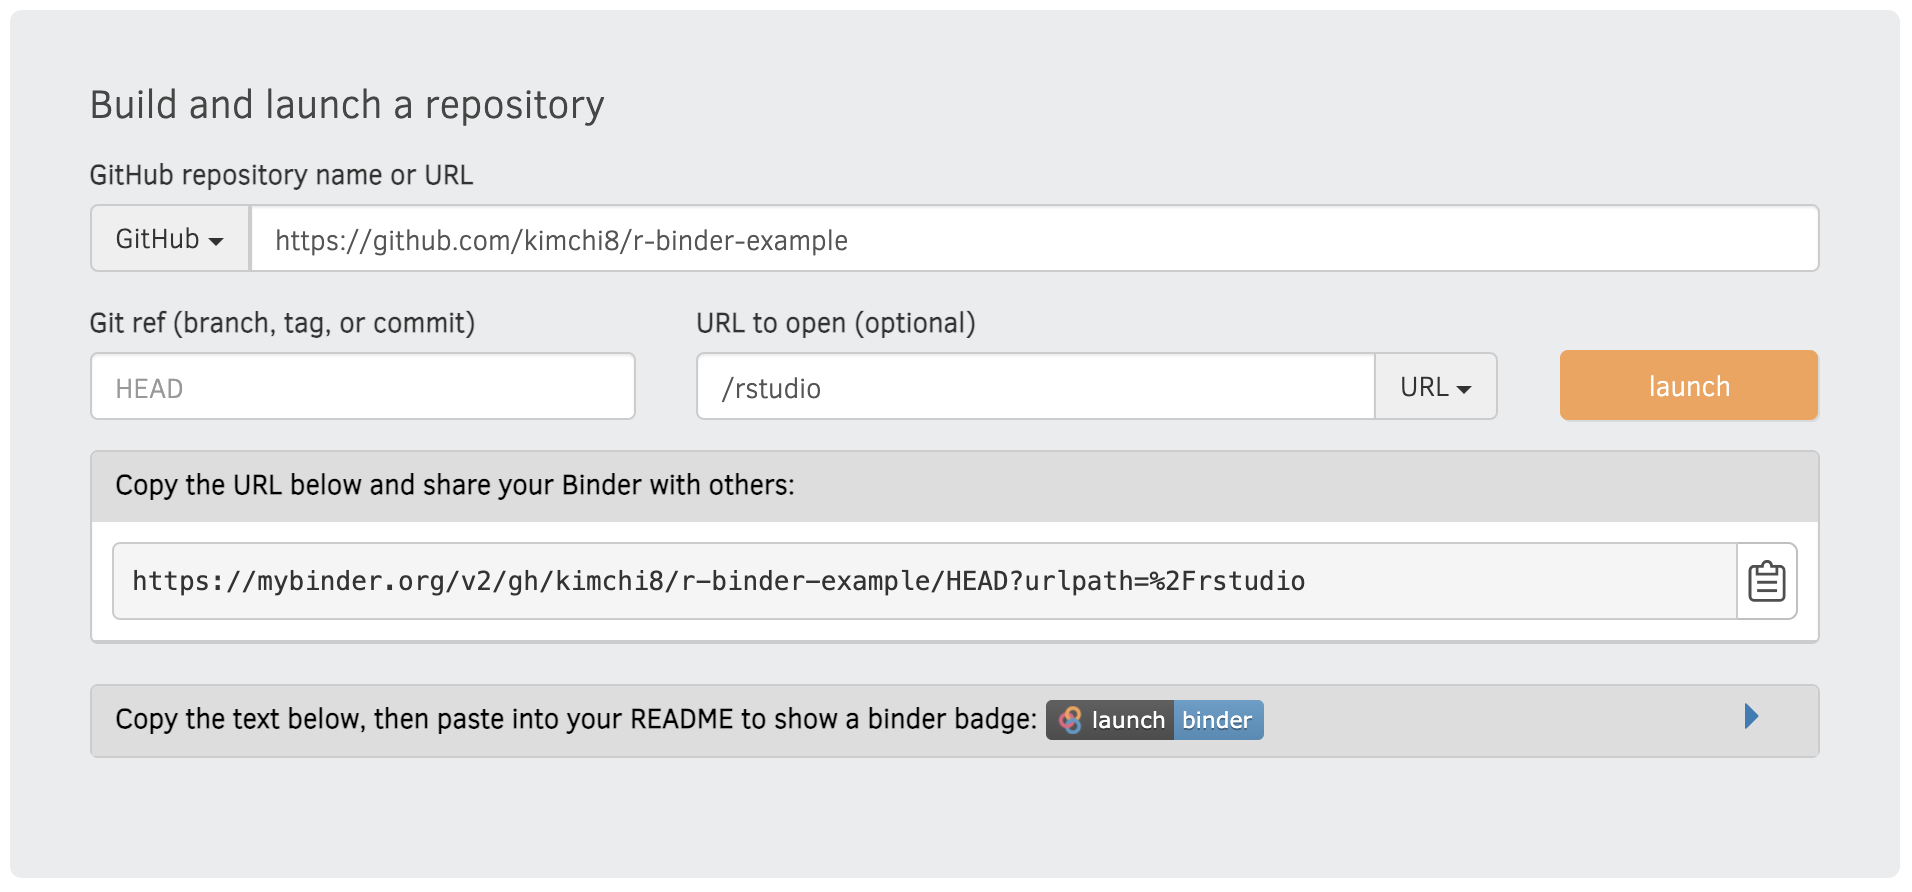 Build and launch a repository
GitHub repository name or URL
GitHub https://github.com/kimchi8/r-binder-example
Git ref (branch, tag, or commit) URL to open (optional)
HEAD /rstudio URL launch
Copy the URL below and share your Binder with others:
https://mybinder.org/v2/gh/kimchi8/r-binder-example/HEAD?urlpath=%2Frstudio
Copy the text below, then paste into your README to show a binder badge: launch binder